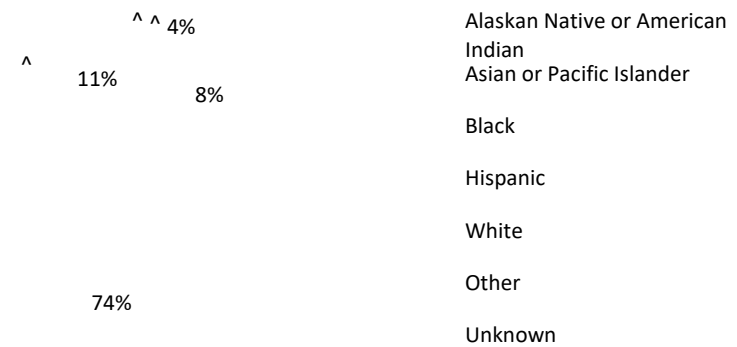 ^ ^ 4%
^
11%
8%
74%
Alaskan Native or American
Indian
Asian or Pacific Islander
Black
Hispanic
White
Other
Unknown